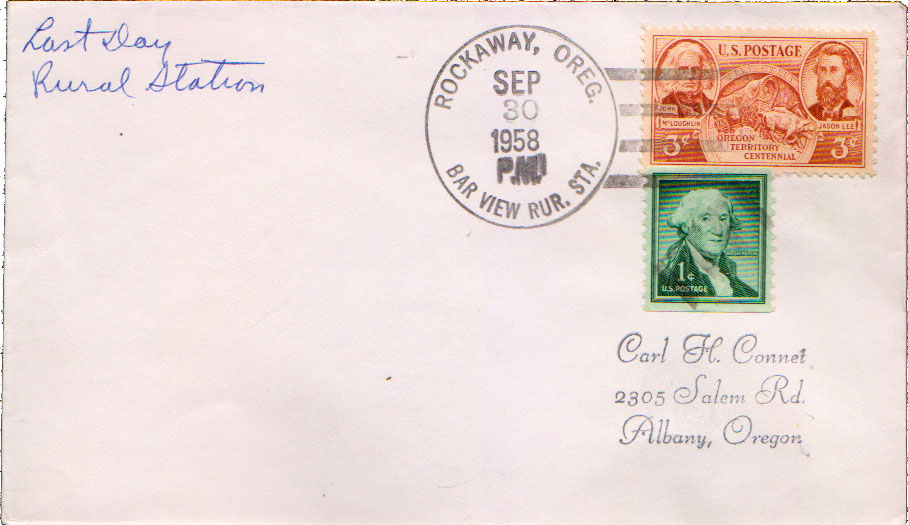 Last Day
Rural Station
ROCKAWAY, OREG.
SEP
30
1958
P.M
BAR VIEW RUR. STA.
U.S. POSTAGE
JOHN
McLOUGHLIN
JASON LEE
3¢ 3¢
OREGON
TERRITORY
CENTENNIAL
1¢
U.S. POSTAGE
Carl H. Connet
2305 Salem Rd.
Albany, Oregon